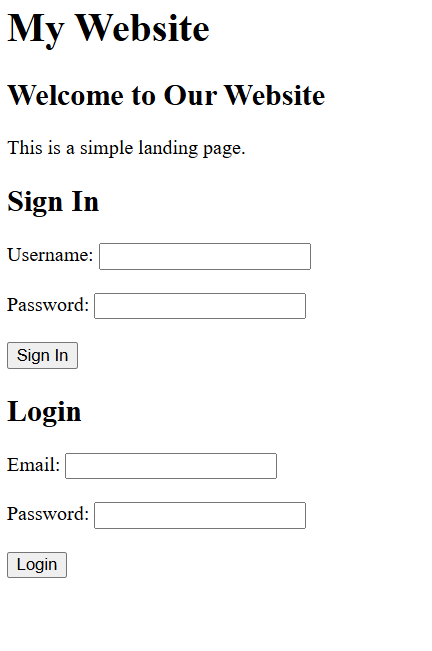 My Website
Welcome to Our Website
This is a simple landing page.
Sign In
Username:
Password:
Sign In
Login
Email:
Password:
Login